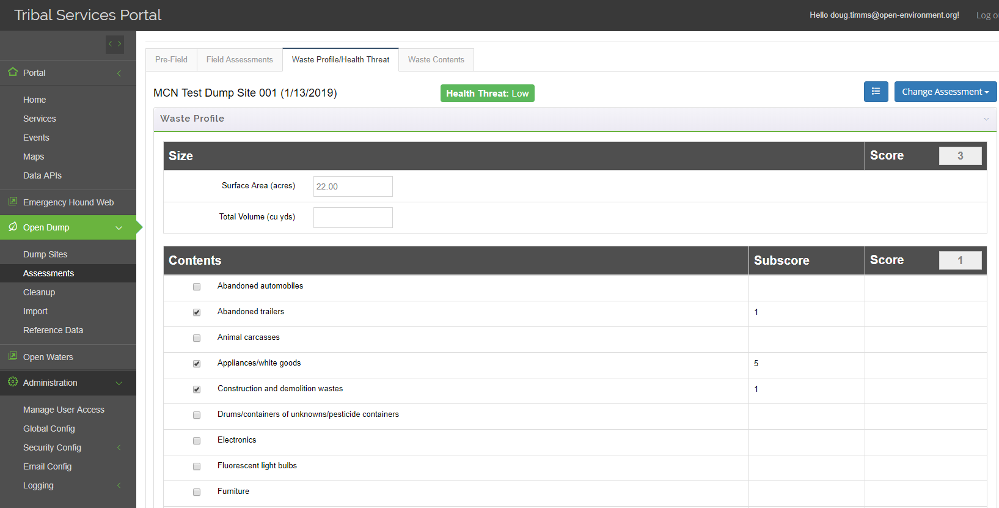 Tribal Services Portal
Hello doug.timms@open-environment.org!
Log o
Portal
Home
Services
Events
Maps
Data APIs
Emergency Hound Web
Open Dump
Dump Sites
Assessments
Cleanup
Import
Reference Data
Open Waters
Administration
Manage User Access
Global Config
Security Config
Email Config
Logging
Pre-Field
Field Assessments
Waste Profile/Health Threat
Waste Contents
MCN Test Dump Site 001 (1/13/2019)
Health Threat: Low
Change Assessment
Waste Profile
Size
Score 3
Surface Area (acres) 22.00
Total Volume (cu yds)
Contents
Subscore
Score 1
Abandoned automobiles
Abandoned trailers 1
Animal carcasses
Appliances/white goods 5
Construction and demolition wastes 1
Drums/containers of unknowns/pesticide containers
Electronics
Fluorescent light bulbs
Furniture